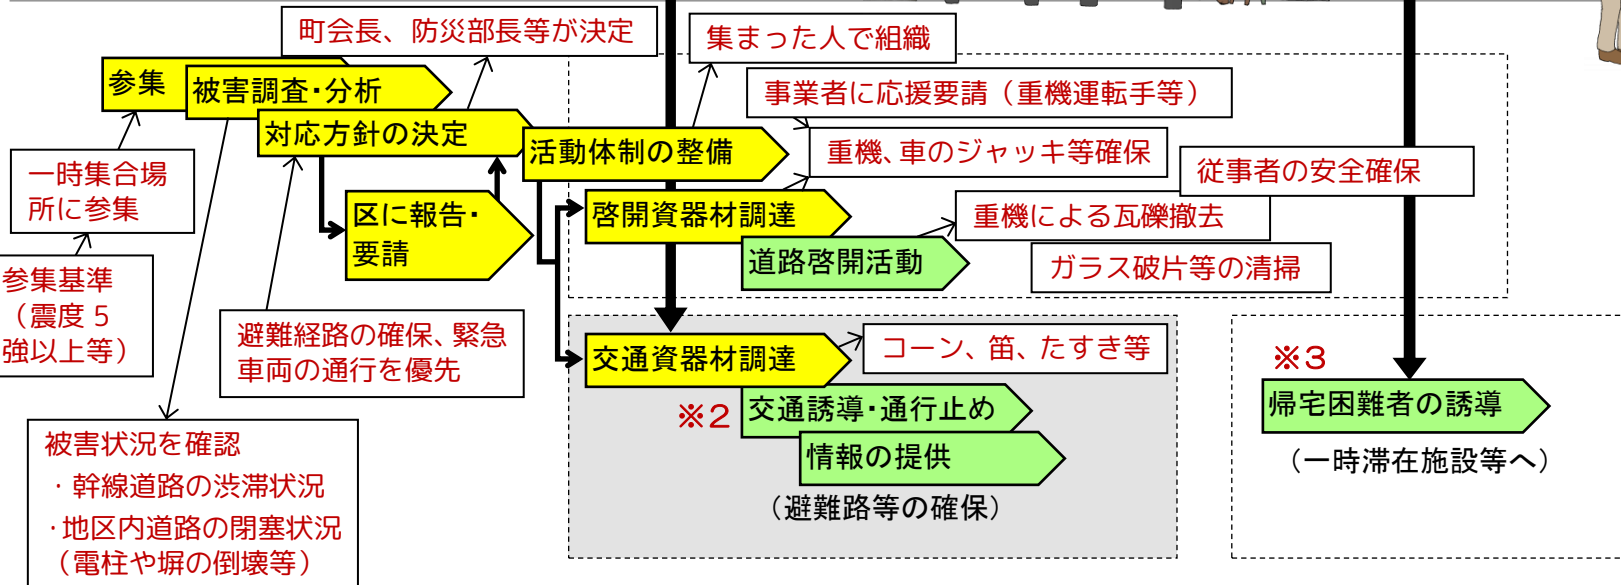 町会長、防災部長等が決定
集まった人で組織
参集
被害調査・分析
事業者に応援要請（重機運転手等）
対応方針の決定
活動体制の整備
重機、車のジャッキ等確保
一時集合場
所に参集
従事者の安全確保
区に報告・
要請
啓開資器材調達
重機による瓦礫撤去
道路啓開活動
ガラス破片等の清掃
参集基準
（震度５
強以上等）
避難経路の確保、緊急
車両の通行を優先
交通資器材調達
コーン、笛、たすき等
※2
交通誘導・通行止め
情報の提供
（避難路等の確保）
※3
帰宅困難者の誘導
（一時滞在施設等へ）
被害状況を確認
・幹線道路の渋滞状況
・地区内道路の閉塞状況
（電柱や塀の倒壊等）